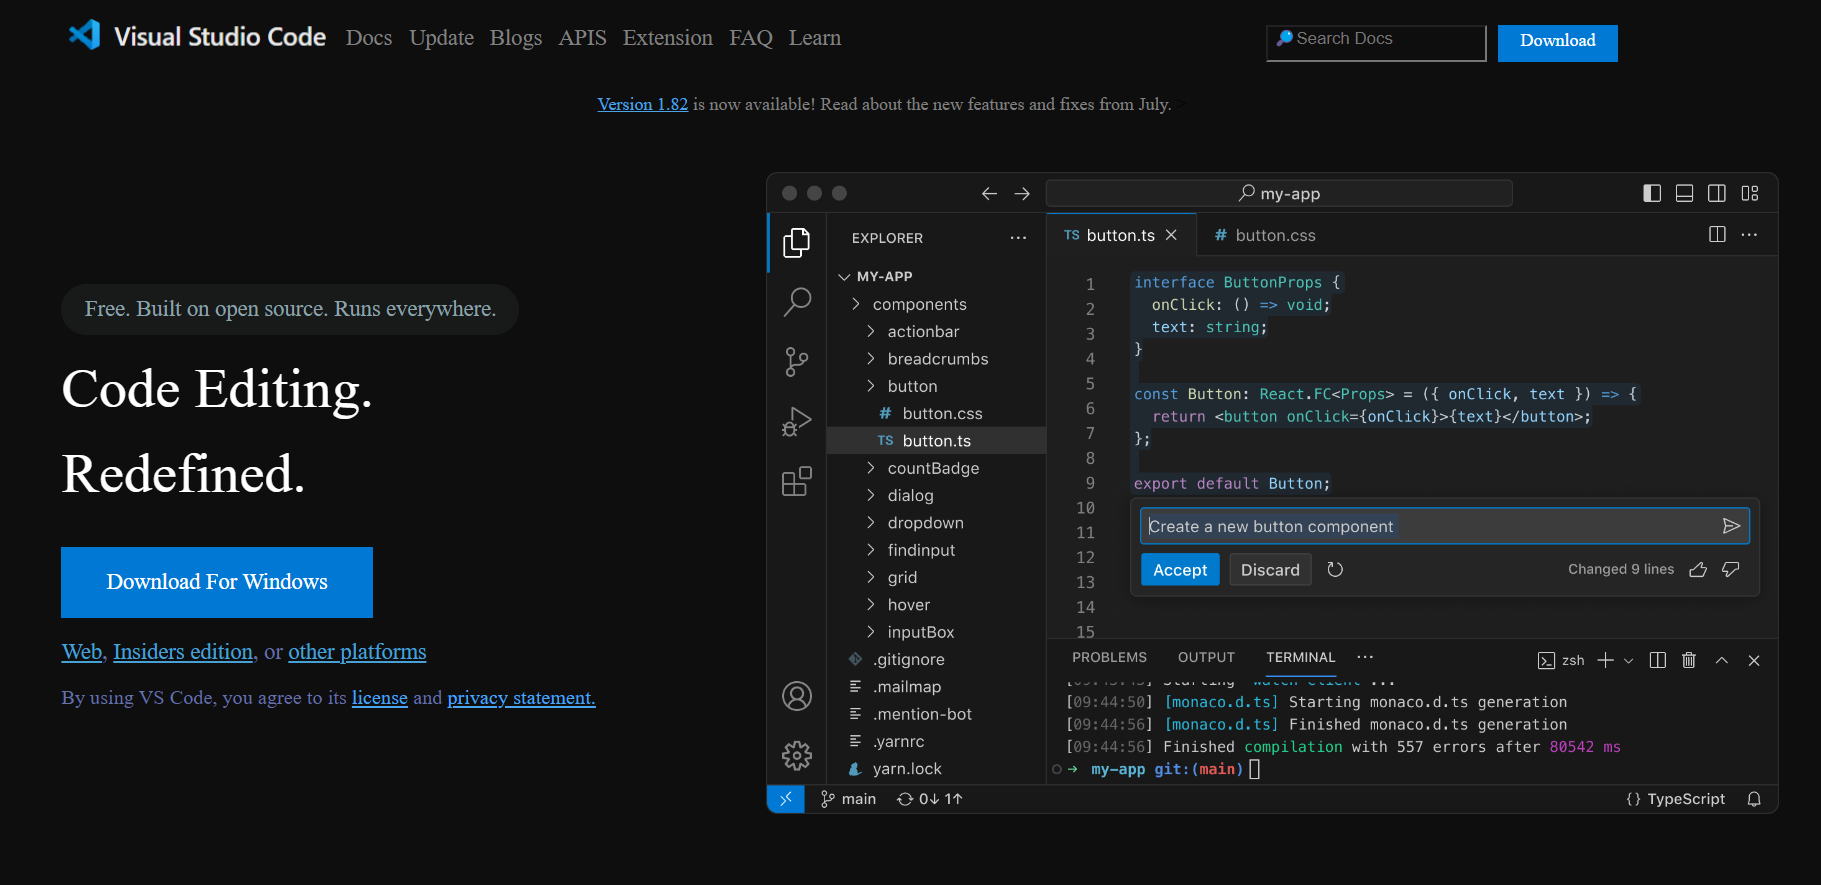 Visual Studio Code Docs Update Blogs APIS Extension FAQ Learn
Search Docs
Download
Version 1.82 is now available! Read about the new features and fixes from July.
Free. Built on open source. Runs everywhere.
Code Editing.
Redefined.
Download For Windows
Web, Insiders edition, or other platforms
By using VS Code, you agree to its license and privacy statement.
my-app
EXPLORER
MY-APP
components
actionbar
breadcrumbs
button
# button.css
TS button.ts
countBadge
dialog
dropdown
findinput
grid
hover
inputBox
.gitignore
.mailmap
.mention-bot
.yarnrc
yarn.lock
TS button.ts
# button.css
1 interface ButtonProps {
2 onClick: () => void;
3 text: string;
4 }
5
6 const Button: React.FC<Props> = ({ onClick, text }) => {
7 return <button onClick={onClick}>{text}</button>;
8 };
9 export default Button;
10
11
12
13
14
15
Create a new button component
Accept Discard
Changed 9 lines
PROBLEMS OUTPUT TERMINAL ...
zsh
[09:44:50] [monaco.d.ts] Starting monaco.d.ts generation
[09:44:56] [monaco.d.ts] Finished monaco.d.ts generation
[09:44:56] Finished compilation with 557 errors after 80542 ms
my-app git:(main)
main 0↓ 1↑
{} TypeScript